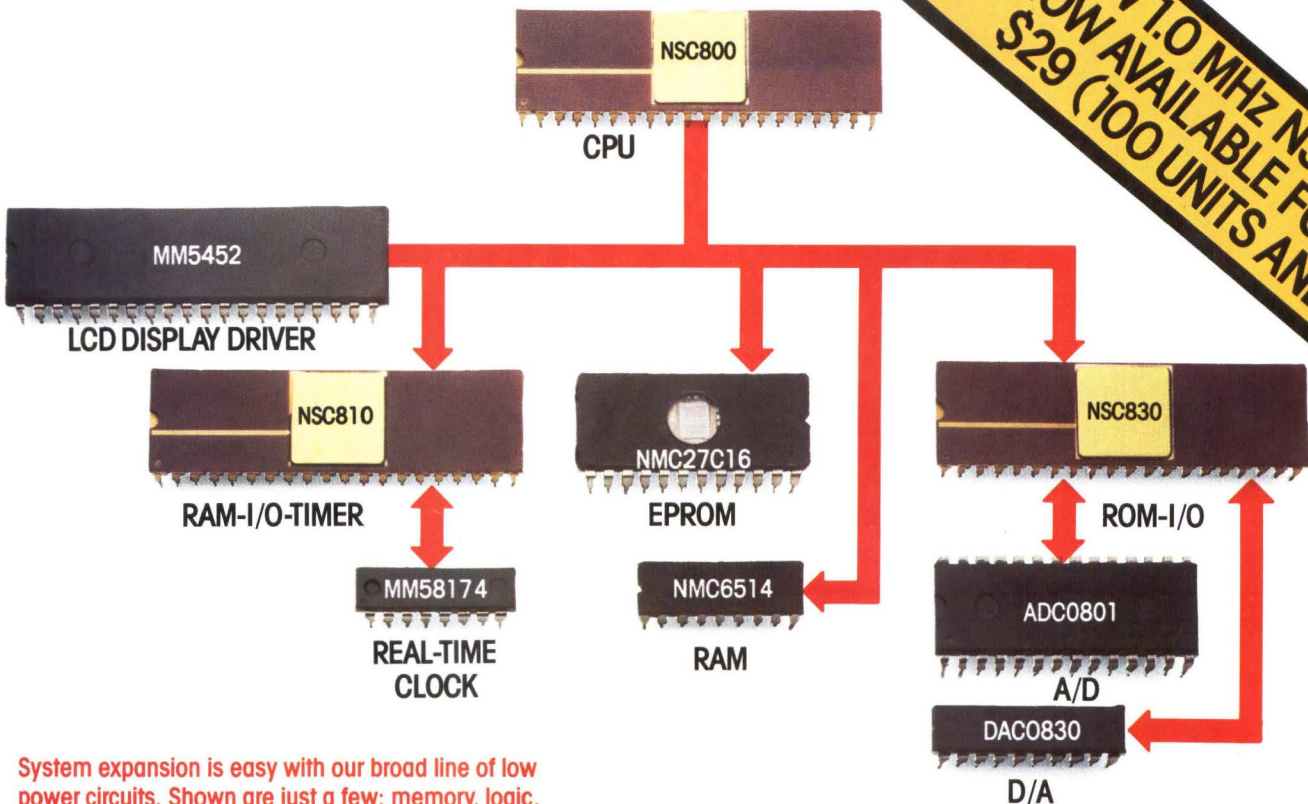 NSC800
CPU
1.0 MHz
OW AVAILABLE
$29 (100 UNITS
MM5452
LCD DISPLAY DRIVER
NSC810
RAM-I/O-TIMER
NMC27C16
EPROM
NSC830
ROM-I/O
MM58174
REAL-TIME
CLOCK
NMC6514
RAM
ADC0801
A/D
DAC0830
D/A
System expansion is easy with our broad line of low
power circuits. Shown are just a few: memory, logic,